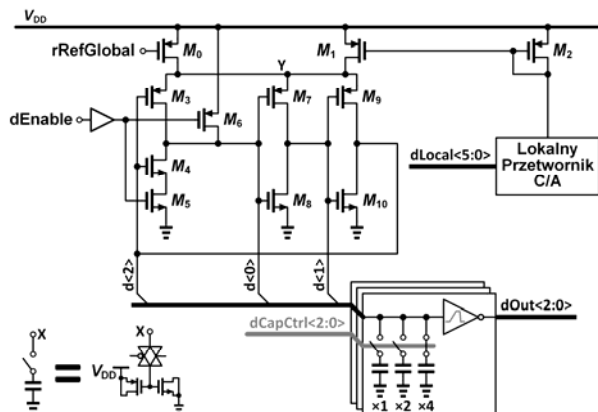 VDD
rRefGlobal
M0
M1
M2
Y
M3
M7
M9
dEnable
M6
M4
M5
M8
M10
dLocal<5:0>
Lokalny
Przetwornik
C/A
d<2>
d<0>
d<1>
dCapCtrl<2:0>
dOut<2:0>
X
X
VDD
×1 ×2 ×4